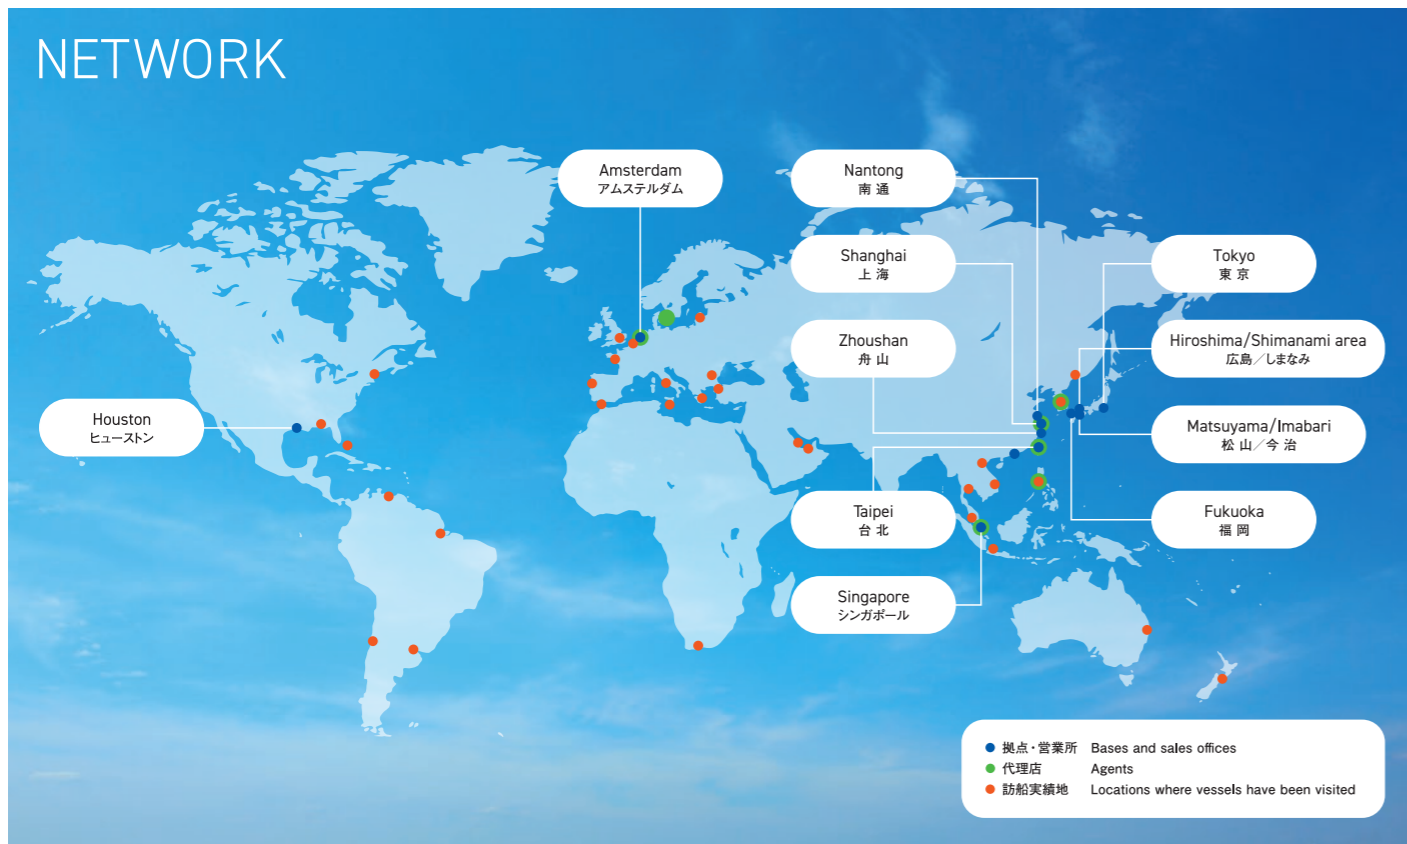 NETWORK
Amsterdam
アムステルダム
Nantong
南 通
Shanghai
上 海
Tokyo
東 京
Zhoushan
舟 山
Hiroshima/Shimanami area
広島／しまなみ
Houston
ヒューストン
Matsuyama/Imabari
松 山／今 治
Taipei
台 北
Fukuoka
福 岡
Singapore
シンガポール
拠点・営業所 Bases and sales offices
代理店 Agents
訪船実績地 Locations where vessels have been visited